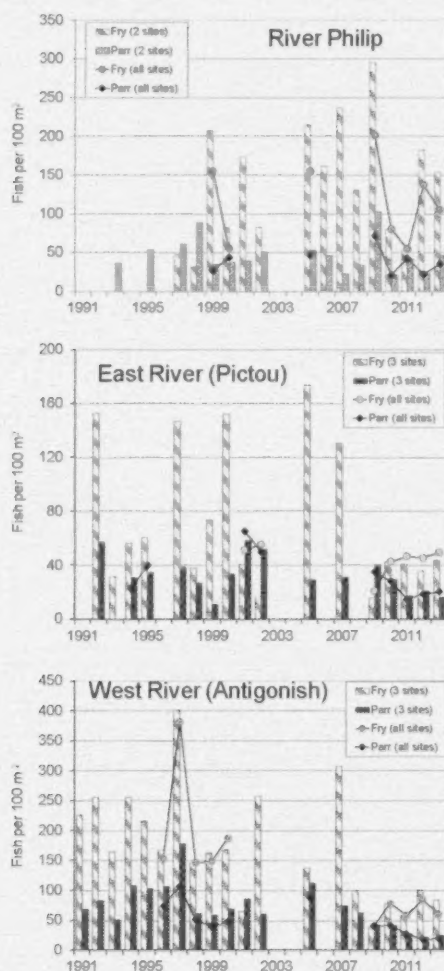 River Philip
Fry (2 sites)
Parr (2 sites)
Fry (all sites)
Parr (all sites)
Fish per 100 m²
350
300
250
200
150
100
50
0
1991 1995 1999 2003 2007 2011
East River (Pictou)
Fry (3 sites)
Parr (3 sites)
Fry (all sites)
Parr (all sites)
Fish per 100 m²
200
160
120
80
40
0
1991 1995 1999 2003 2007 2011
West River (Antigonish)
Fry (3 sites)
Parr (3 sites)
Fry (all sites)
Parr (all sites)
Fish per 100 m²
450
400
350
300
250
200
150
100
50
0
1991 1995 1999 2003 2007 2011